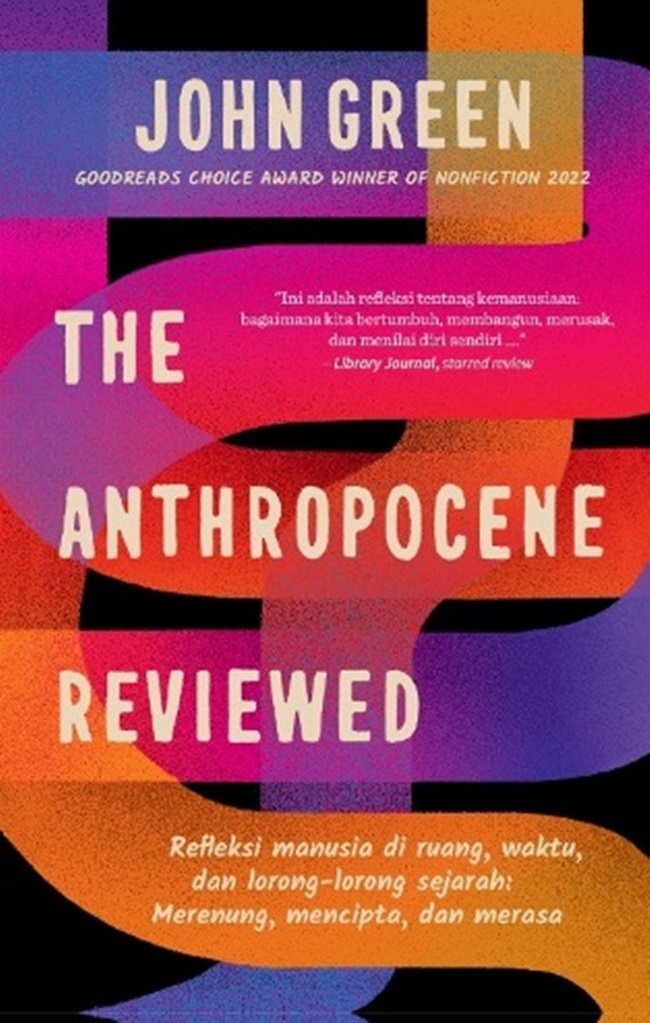 JOHN GREEN
GOODREADS CHOICE AWARD WINNER OF NONFICTION 2022
"Ini adalah refleksi tentang kemanusiaan:
bagaimana kita bertumbuh, membangun, merusak,
dan menilai diri sendiri ...."
–Library Journal, starred review
THE
ANTHROPOCENE
REVIEWED
Refleksi manusia di ruang, waktu,
dan lorong-lorong sejarah:
Merenung, mencipta, dan merasa